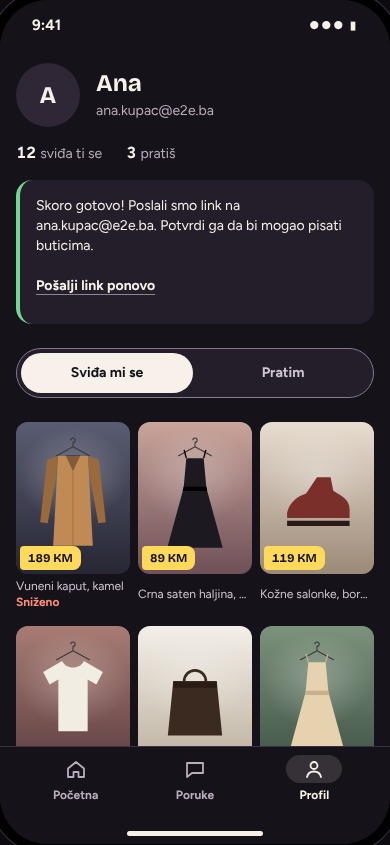 9:41
A
Ana
ana.kupac@e2e.ba
12 sviđa ti se 3 pratiš
Skoro gotovo! Poslali smo link na
ana.kupac@e2e.ba. Potvrdi ga da bi mogao pisati
buticima.
Pošalji link ponovo
Sviđa mi se Pratim
189 KM 89 KM 119 KM
Vuneni kaput, kamel
Sniženo
Crna saten haljina, ...
Kožne salonke, bor...
Početna Poruke Profil